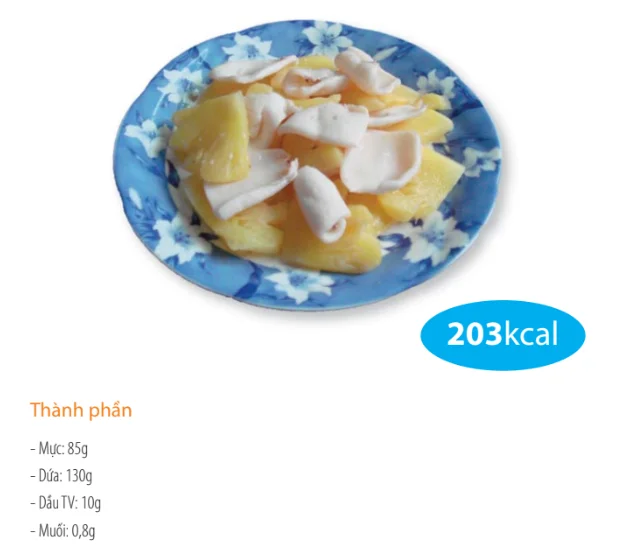 203kcal
Thành phần
- Mực: 85g
- Dứa: 130g
- Dầu TV: 10g
- Muối: 0,8g